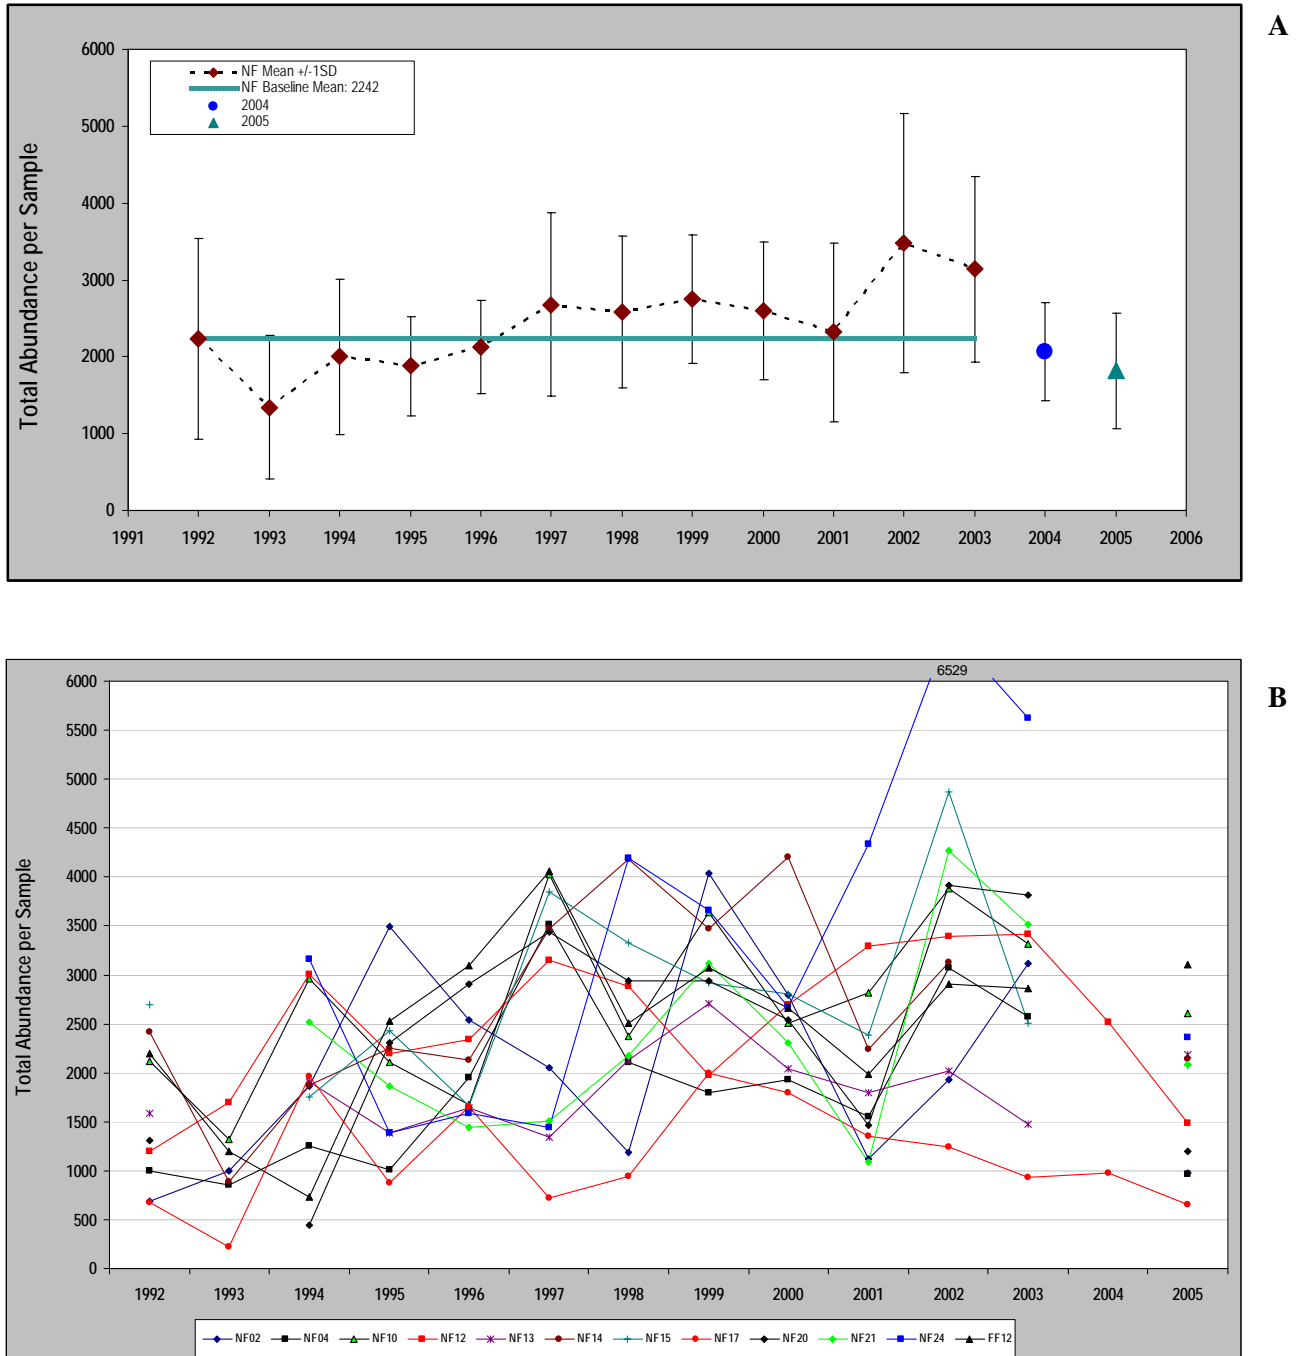 A
6000
5000
4000
3000
2000
1000
0
Total Abundance per Sample
NF Mean +/-1SD
NF Baseline Mean: 2242
2004
2005
1991 1992 1993 1994 1995 1996 1997 1998 1999 2000 2001 2002 2003 2004 2005 2006
B
6529
6000
5500
5000
4500
4000
3500
3000
2500
2000
1500
1000
500
0
Total Abundance per Sample
1992 1993 1994 1995 1996 1997 1998 1999 2000 2001 2002 2003 2004 2005
NF02 NF04 NF10 NF12 NF13 NF14 NF15 NF17 NF20 NF21 NF24 FF12